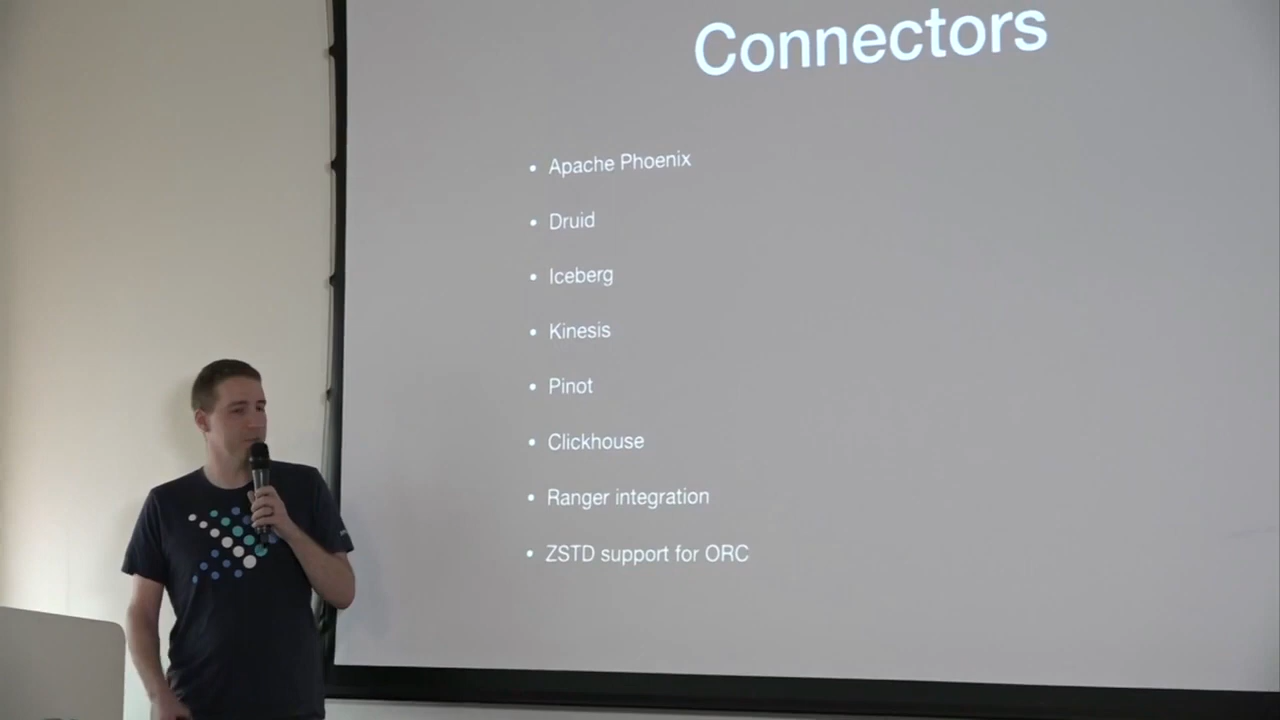 Connectors
• Apache Phoenix
• Druid
• Iceberg
• Kinesis
• Pinot
• Clickhouse
• Ranger integration
• ZSTD support for ORC